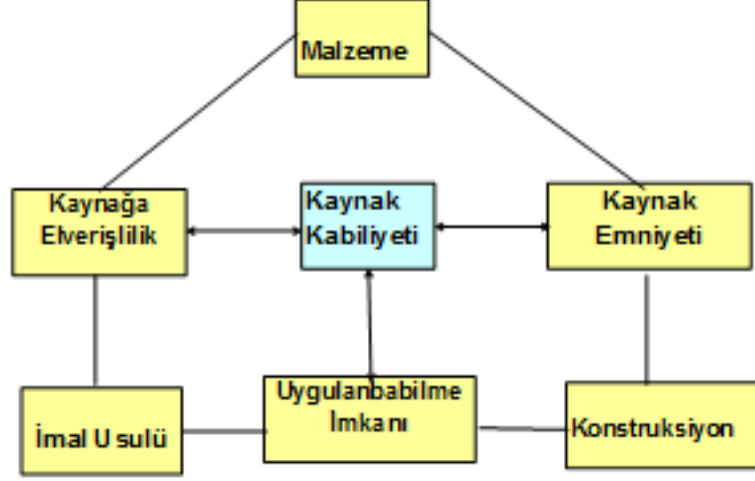 Malzeme
Kaynağa
Elverişlilik
Kaynak
Kabiliyeti
Kaynak
Emniyeti
İmal Usulü
Uygulanbabilme
İmkanı
Konstruksiyon